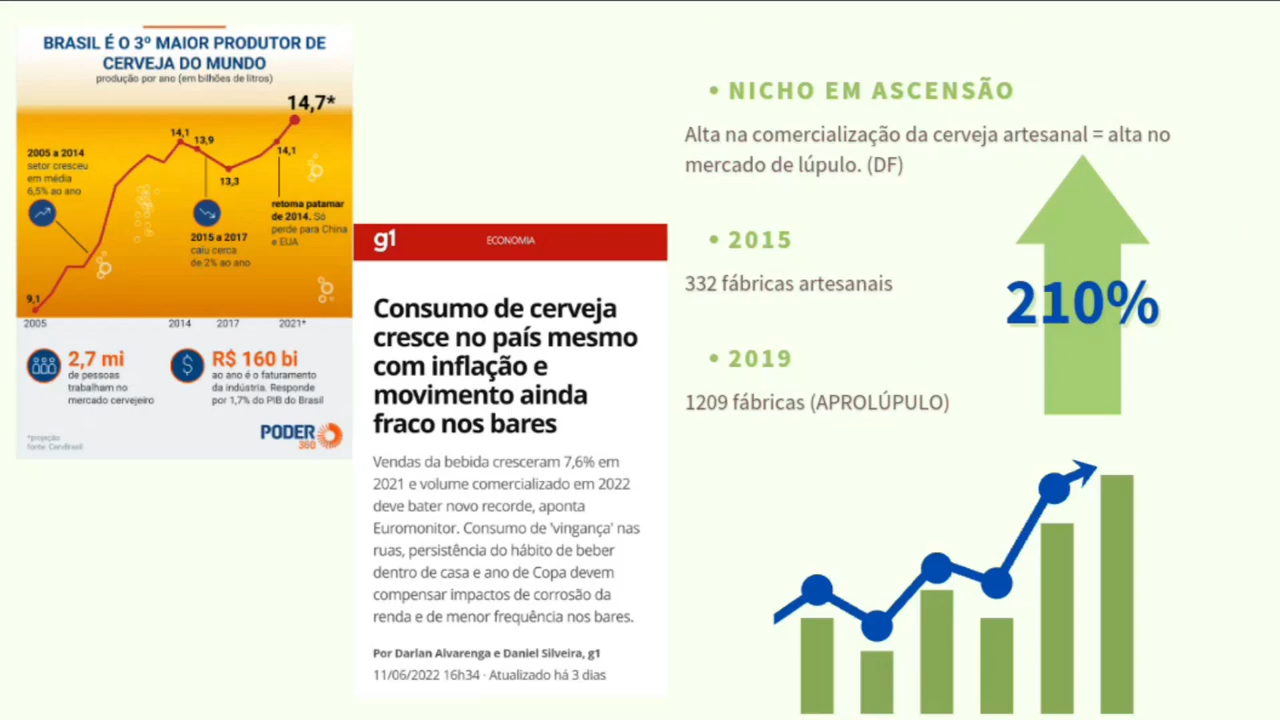 BRASIL É O 3º MAIOR PRODUTOR DE
CERVEJA DO MUNDO
produção por ano (em bilhões de litros)
14,7*
14,1
13,9
14,1
13,3
9,1
2005 a 2014
setor cresceu
em média
6,5% ao ano
2015 a 2017
caiu cerca
de 2% ao ano
retoma patamar
de 2014. Só
perde para China
e EUA
2005
2014
2017
2021*
2,7 mi
de pessoas
trabalham no
mercado cervejeiro
R$ 160 bi
ao ano é o faturamento
da indústria. Responde
por 1,7% do PIB do Brasil
*projeção
fonte: CervBrasil
PODER
360
g1
ECONOMIA
Consumo de cerveja
cresce no país mesmo
com inflação e
movimento ainda
fraco nos bares
Vendas da bebida cresceram 7,6% em
2021 e volume comercializado em 2022
deve bater novo recorde, aponta
Euromonitor. Consumo de 'vingança' nas
ruas, persistência do hábito de beber
dentro de casa e ano de Copa devem
compensar impactos de corrosão da
renda e de menor frequência nos bares.
Por Darlan Alvarenga e Daniel Silveira, g1
11/06/2022 16h34 · Atualizado há 3 dias
• NICHO EM ASCENSÃO
Alta na comercialização da cerveja artesanal = alta no
mercado de lúpulo. (DF)
• 2015
332 fábricas artesanais
210%
• 2019
1209 fábricas (APROLÚPULO)